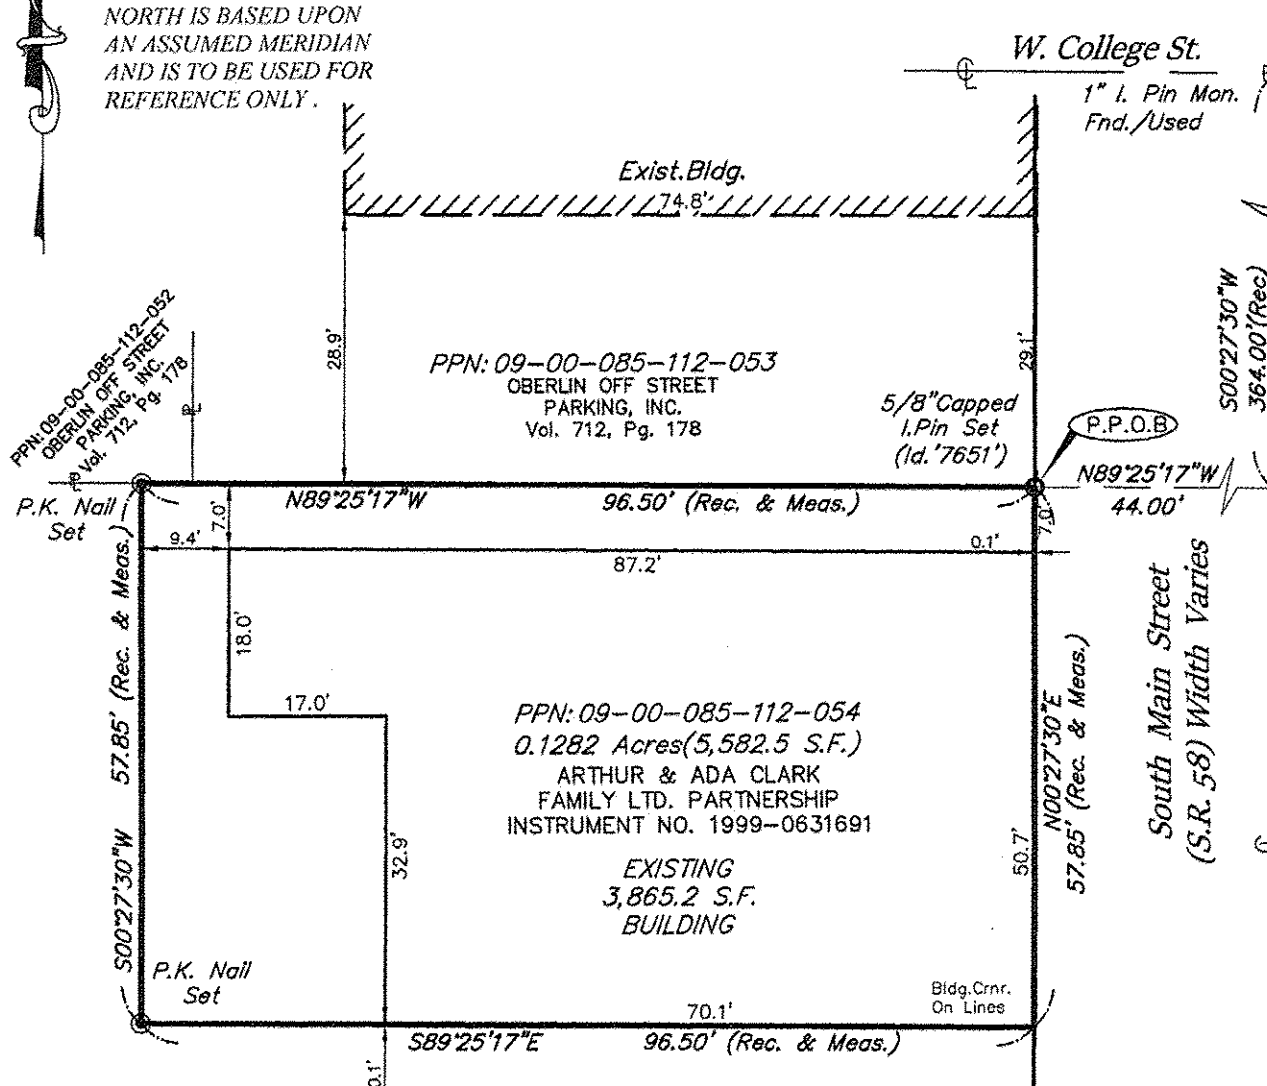 NORTH IS BASED UPON
AN ASSUMED MERIDIAN
AND IS TO BE USED FOR
REFERENCE ONLY .
W. College St.
1" I. Pin Mon.
Fnd./Used
Exist.Bldg.
74.8'
S00°27'30"W
364.00'(Rec)
28.9'
29.1'
PPN: 09-00-085-112-052
OBERLIN OFF STREET
PARKING, INC.
Vol. 712, Pg. 178
PPN: 09-00-085-112-053
OBERLIN OFF STREET
PARKING, INC.
Vol. 712, Pg. 178
5/8"Capped
I.Pin Set
(Id.'7651')
P.P.O.B
N89°25'17"W
44.00'
P.K. Nail
Set
N89°25'17"W 96.50' (Rec. & Meas.)
7.0'
7.0'
9.4'
87.2'
0.1'
18.0'
17.0'
32.9'
S00°27'30"W 57.85' (Rec. & Meas.)
PPN: 09-00-085-112-054
0.1282 Acres(5,582.5 S.F.)
ARTHUR & ADA CLARK
FAMILY LTD. PARTNERSHIP
INSTRUMENT NO. 1999-0631691
EXISTING
3,865.2 S.F.
BUILDING
50.7'
N00°27'30"E
57.85' (Rec. & Meas.)
South Main Street
(S.R. 58) Width Varies
P.K. Nail
Set
Bldg.Crnr.
On Lines
70.1'
S89°25'17"E 96.50' (Rec. & Meas.)
0.1'